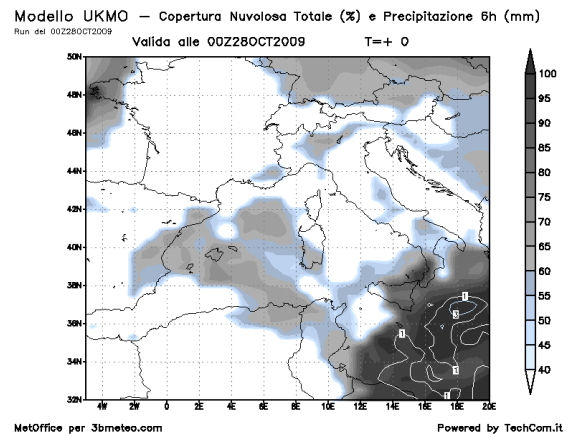 Modello UKMO – Copertura Nuvolosa Totale (%) e Precipitazione 6h (mm)
Run del 00Z28OCT2009
Valida alle 00Z28OCT2009 T=+ 0
50N
48N
46N
44N
42N
40N
38N
36N
34N
32N
4W 2W 0 2E 4E 6E 8E 10E 12E 14E 16E 18E 20E
100
95
90
85
80
75
70
65
60
55
50
45
40
1
3
1
1
1
MetOffice per 3bmeteo.com Powered by TechCom.it